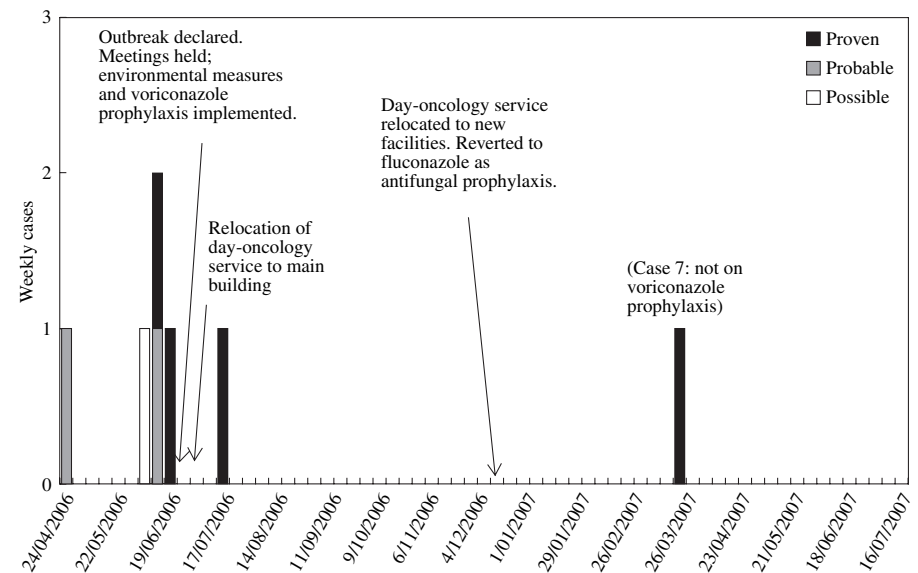 3
Outbreak declared.
Meetings held;
environmental measures
and voriconazole
prophylaxis implemented.
Proven
Probable
Possible
Day-oncology service
relocated to new
facilities. Reverted to
fluconazole as
antifungal prophylaxis.
2
Relocation of
day-oncology
service to main
building
Weekly cases
(Case 7: not on
voriconazole
prophylaxis)
1
0
24/04/2006
22/05/2006
19/06/2006
17/07/2006
14/08/2006
11/09/2006
9/10/2006
6/11/2006
4/12/2006
1/01/2007
29/01/2007
26/02/2007
26/03/2007
23/04/2007
21/05/2007
18/06/2007
16/07/2007